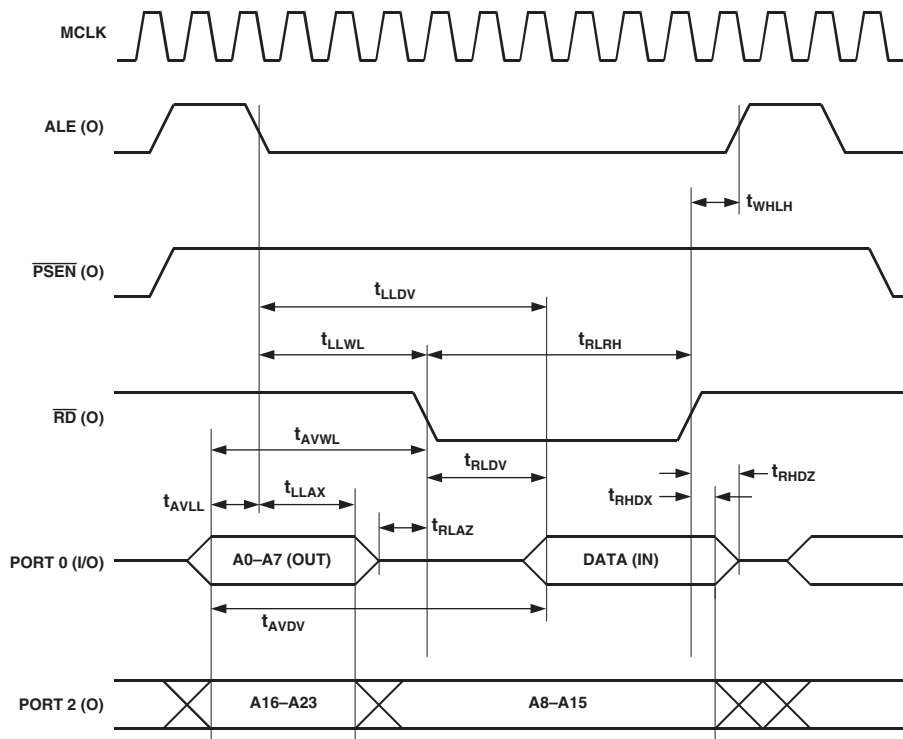 MCLK
ALE (O)
tWHLH
PSEN (O)
tLLDV
tLLWL
tRLRH
RD (O)
tAVWL
tRLDV
tRHDZ
tAVLL
tLLAX
tRHDX
tRLAZ
PORT 0 (I/O)
A0–A7 (OUT)
DATA (IN)
tAVDV
PORT 2 (O)
A16–A23
A8–A15